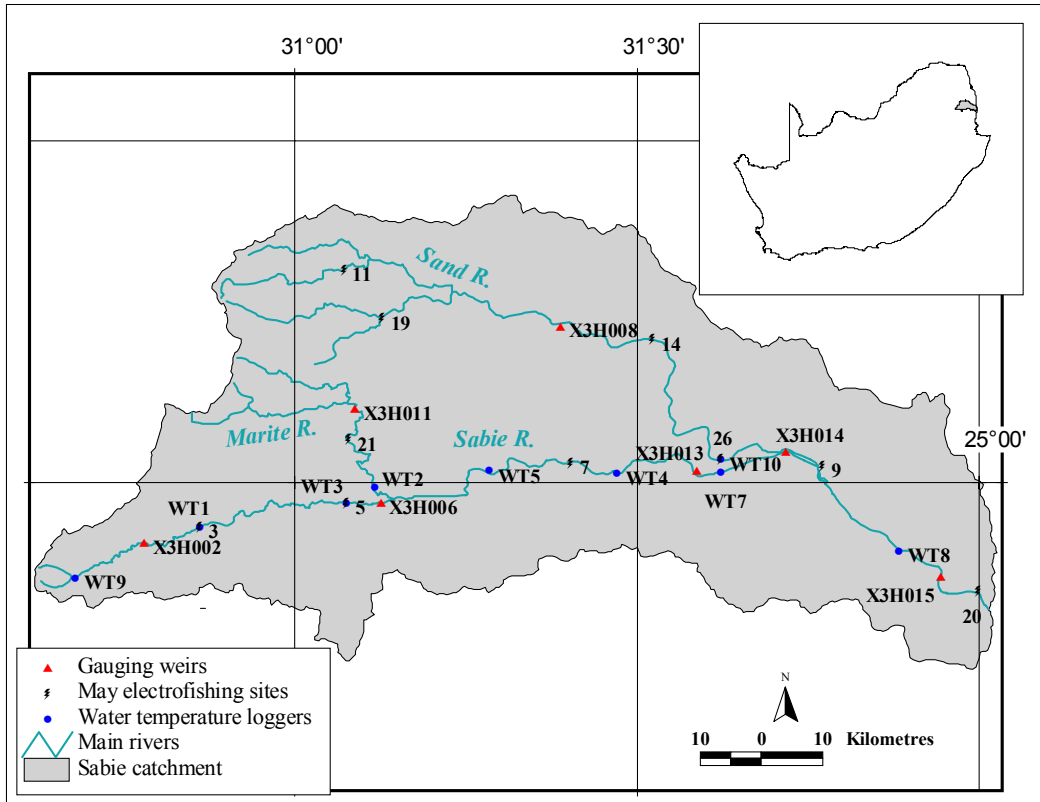 31°00'
31°30'
Sand R.
11
19
X3H008
14
X3H011
Marite R.
21
Sabie R.
26
X3H014
25°00'
X3H013
WT10
9
7
WT5
WT4
WT7
WT2
WT3
5
X3H006
WT1
3
X3H002
WT9
WT8
X3H015
20
Gauging weirs
May electrofishing sites
Water temperature loggers
Main rivers
Sabie catchment
N
10 0 10 Kilometres